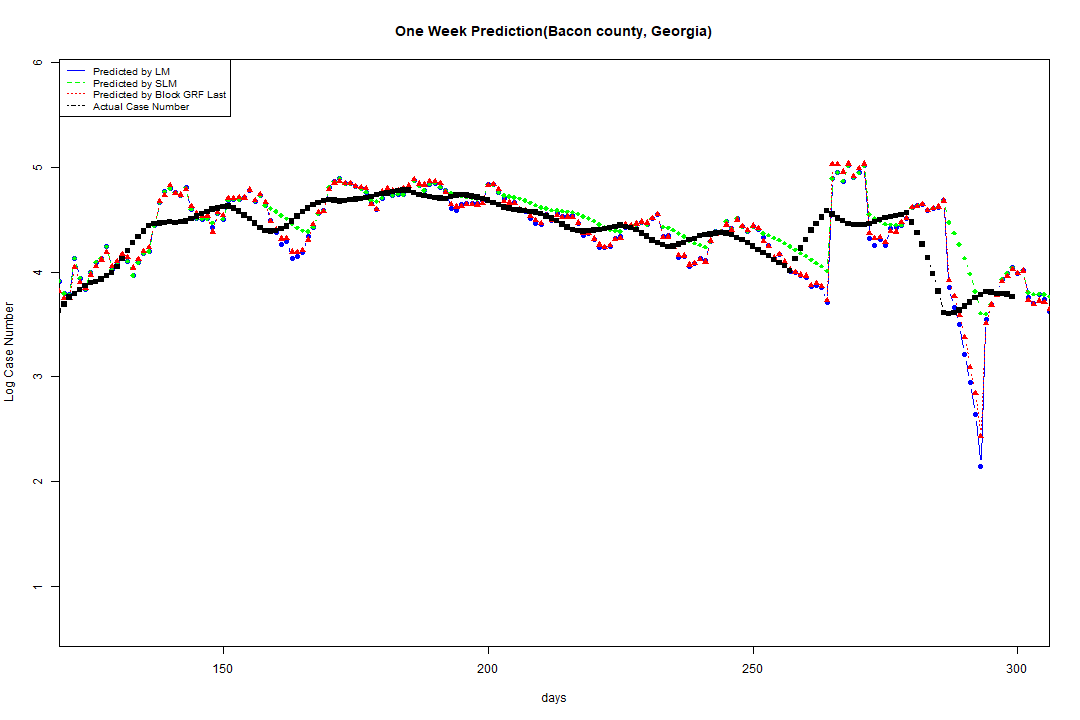 One Week Prediction(Bacon county, Georgia)
Predicted by LM
Predicted by SLM
Predicted by Block GRF Last
Actual Case Number
Log Case Number
6
5
4
3
2
1
150
200
250
300
days